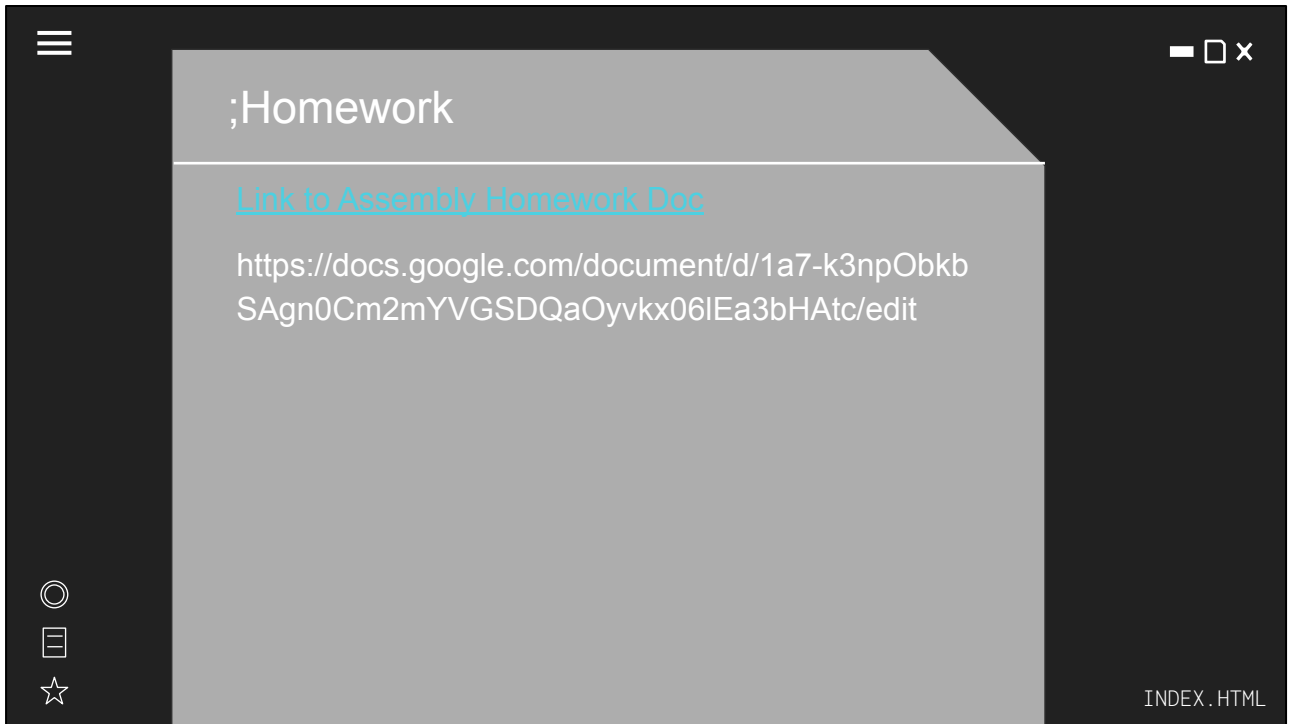 ;Homework
Link to Assembly Homework Doc
https://docs.google.com/document/d/1a7-k3npObkb
SAgn0Cm2mYVGSDQaOyvkx06lEa3bHAtc/edit
INDEX.HTML